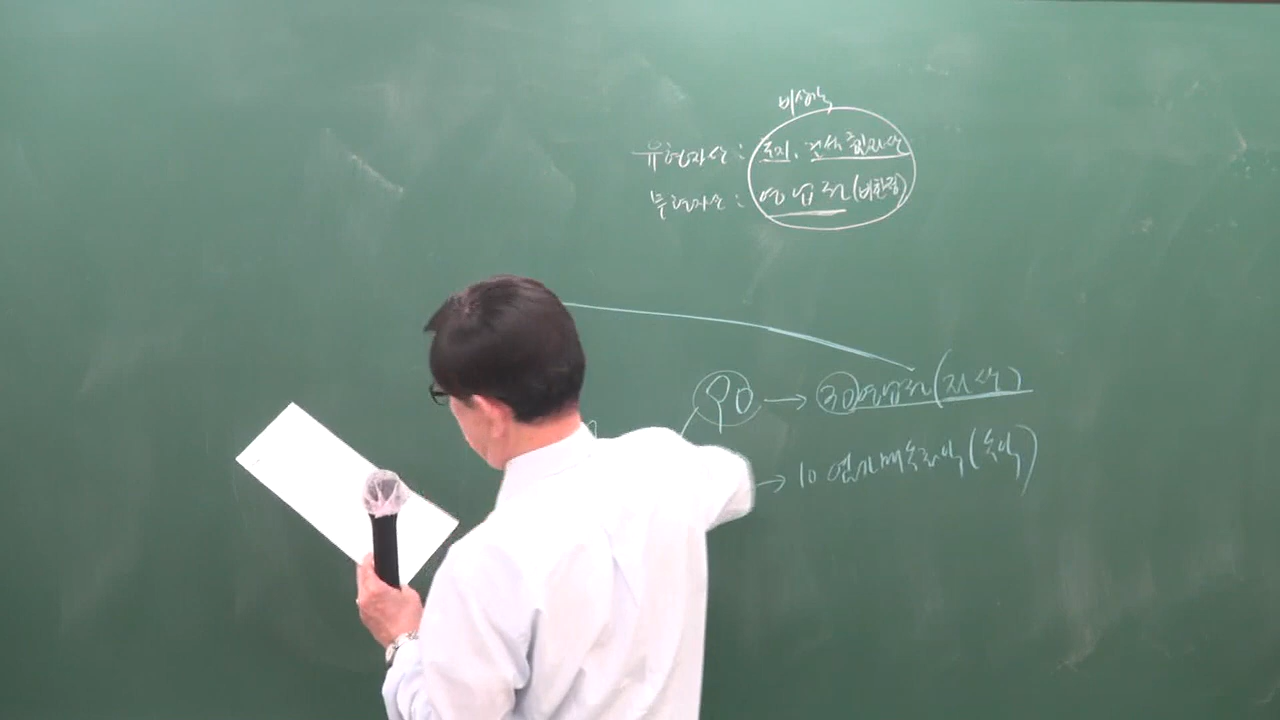 비상각
유형자산 : 토지, 건설중인자산
무형자산 : 영업권(비한정)
90 → 30 영업권(자산)
→ 10 염가매수차익(수익)